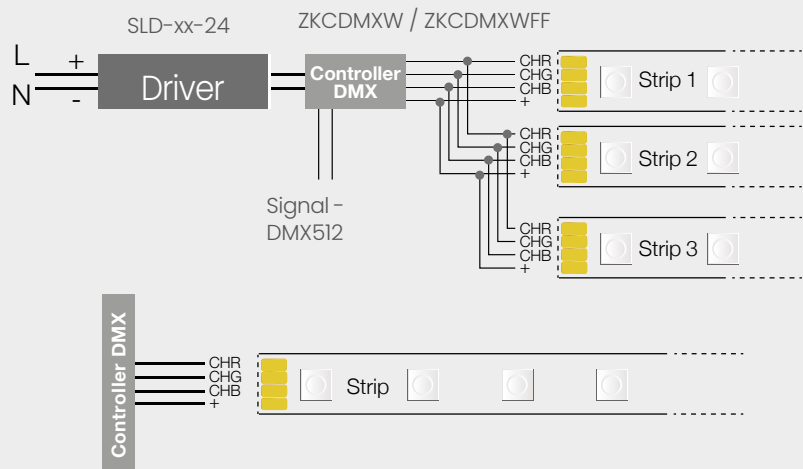 SLD-xx-24
ZKCDMXW / ZKCDMXWFF
L
N
+
-
Driver
Controller
DMX
Signal -
DMX512
CHR
CHG
CHB
+
Strip 1
CHR
CHG
CHB
+
Strip 2
CHR
CHG
CHB
+
Strip 3
Controller DMX
CHR
CHG
CHB
+
Strip